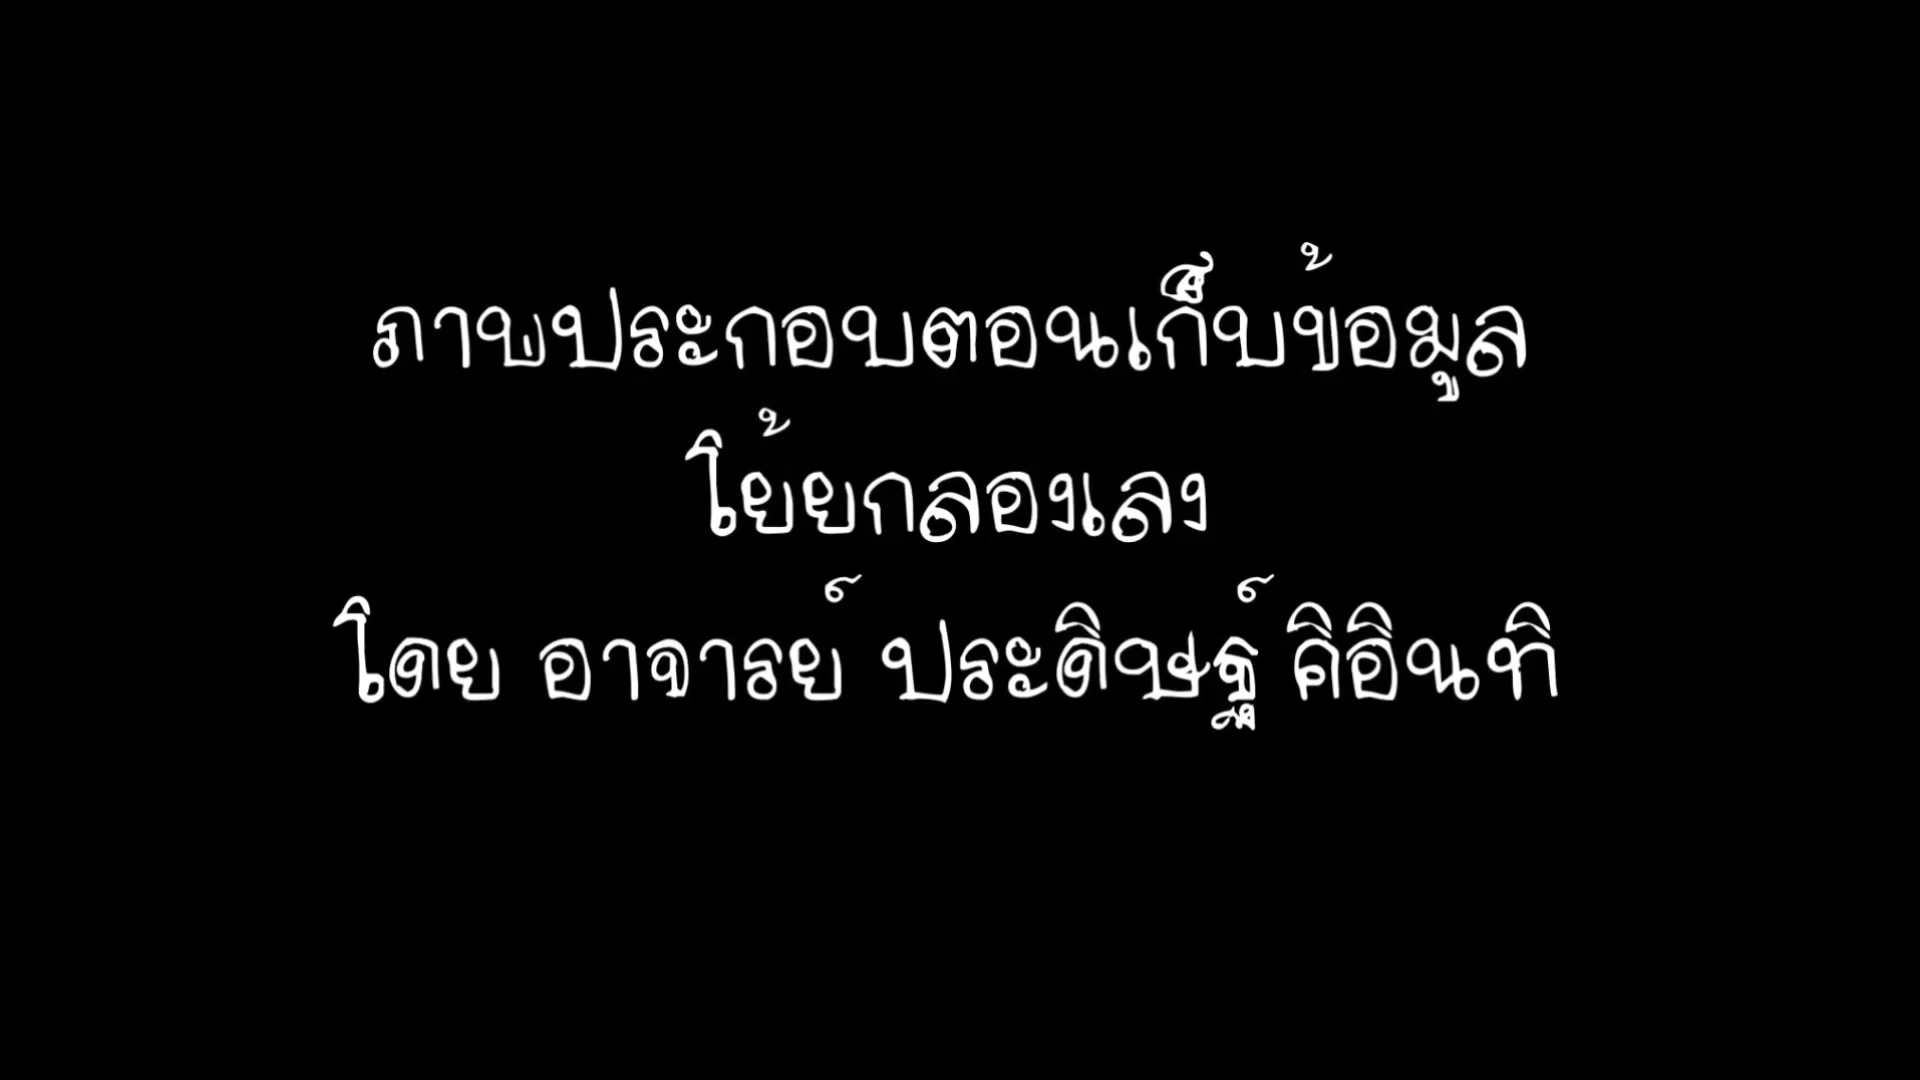 ภาพประกอบตอนเก็บข้อมูล
โย้ยกลองเลง
โดย อาจารย์ ประดิษฐ์ คิอินทิ